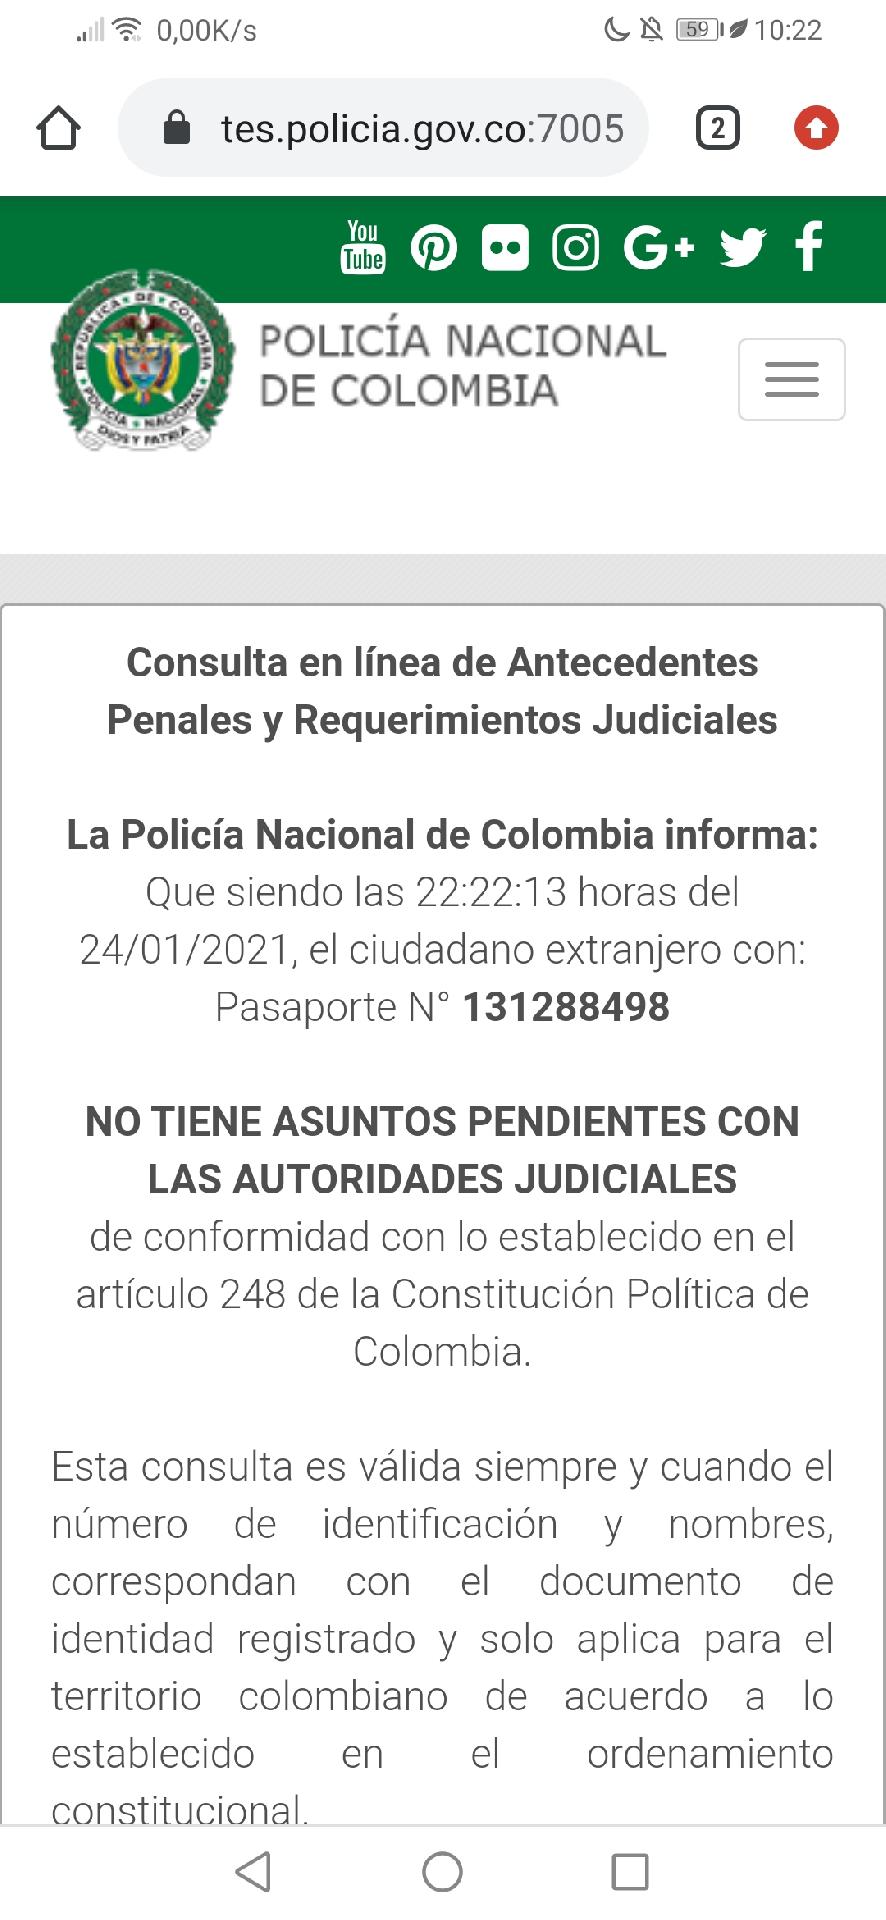 0,00K/s 59 10:22
tes.policia.gov.co:7005 2
You
Tube G+ f
REPUBLICA DE COLOMBIA
POLICIA NACIONAL
DIOS Y PATRIA
POLICÍA NACIONAL
DE COLOMBIA
Consulta en línea de Antecedentes
Penales y Requerimientos Judiciales
La Policía Nacional de Colombia informa:
Que siendo las 22:22:13 horas del
24/01/2021, el ciudadano extranjero con:
Pasaporte N° 131288498
NO TIENE ASUNTOS PENDIENTES CON
LAS AUTORIDADES JUDICIALES
de conformidad con lo establecido en el
artículo 248 de la Constitución Política de
Colombia.
Esta consulta es válida siempre y cuando el
número de identificación y nombres,
correspondan con el documento de
identidad registrado y solo aplica para el
territorio colombiano de acuerdo a lo
establecido en el ordenamiento
constitucional.